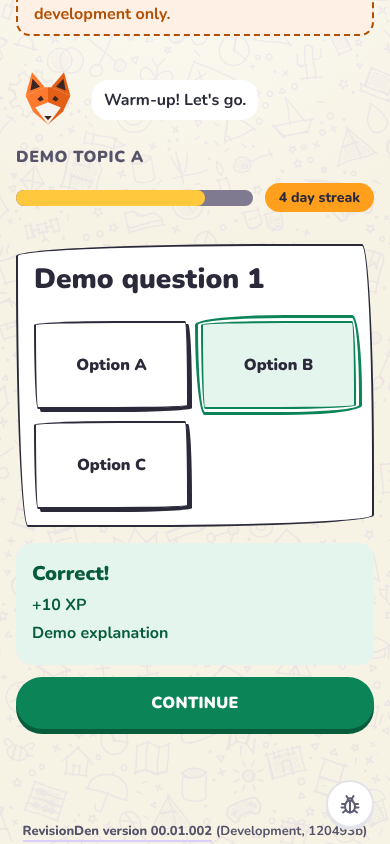 development only.
Warm-up! Let's go.
DEMO TOPIC A
4 day streak
Demo question 1
Option A
Option B
Option C
Correct!
+10 XP
Demo explanation
CONTINUE
RevisionDen version 00.01.002 (Development, 120493b)